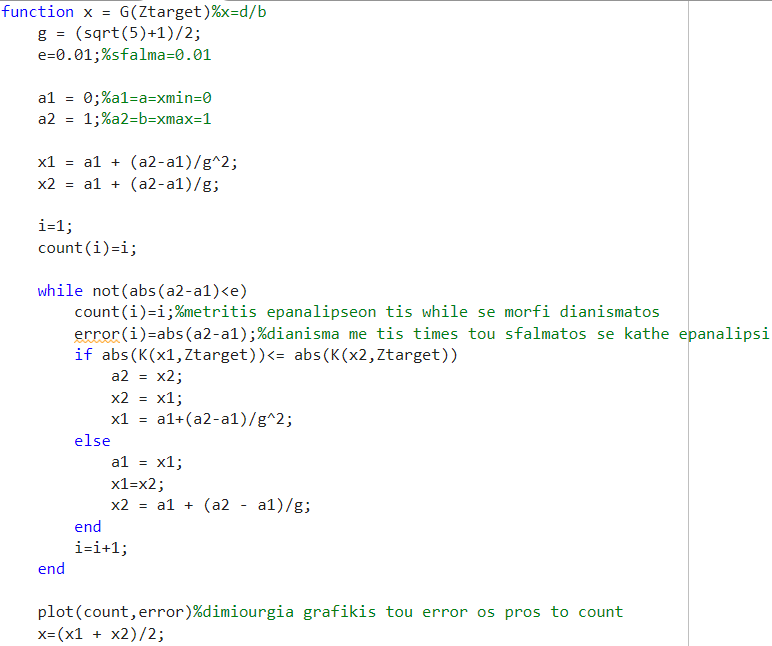 function x = G(Ztarget)%x=d/b
g = (sqrt(5)+1)/2;
e=0.01;%sfalma=0.01
a1 = 0;%a1=a=xmin=0
a2 = 1;%a2=b=xmax=1
x1 = a1 + (a2-a1)/g^2;
x2 = a1 + (a2-a1)/g;
i=1;
count(i)=i;
while not(abs(a2-a1)<e)
count(i)=i;%metritis epanalipseon tis while se morfi dianismatos
error(i)=abs(a2-a1);%dianisma me tis times tou sfalmatos se kathe epanalipsi
if abs(K(x1,Ztarget))<= abs(K(x2,Ztarget))
a2 = x2;
x2 = x1;
x1 = a1+(a2-a1)/g^2;
else
a1 = x1;
x1=x2;
x2 = a1 + (a2 - a1)/g;
end
i=i+1;
end
plot(count,error)%dimiourgia grafikis tou error os pros to count
x=(x1 + x2)/2;